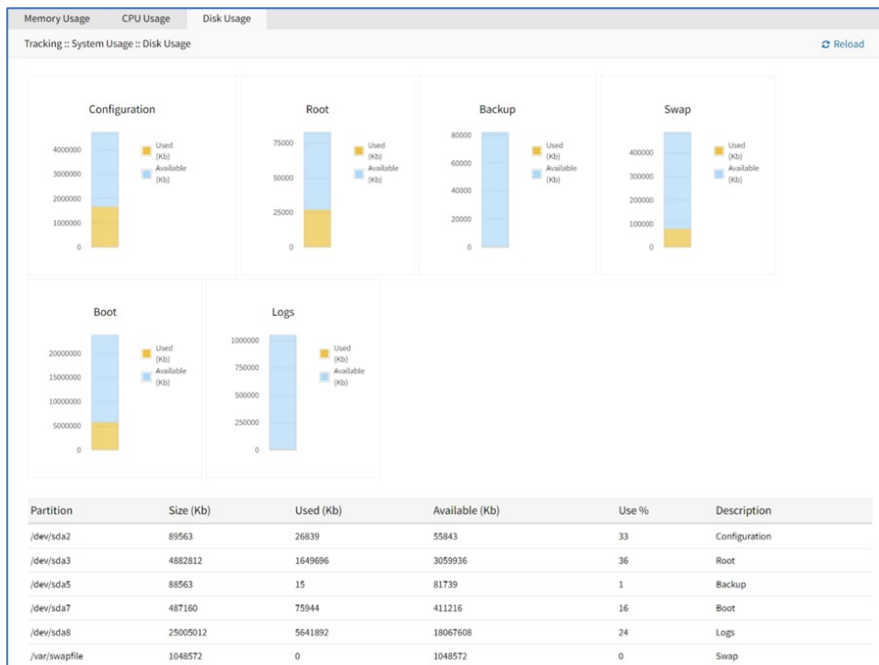 Memory Usage CPU Usage Disk Usage
Tracking :: System Usage :: Disk Usage Reload
Configuration
4000000
3000000
2000000
1000000
0
Used
(Kb)
Available
(Kb)
Root
75000
50000
25000
0
Used
(Kb)
Available
(Kb)
Backup
80000
60000
40000
20000
0
Used
(Kb)
Available
(Kb)
Swap
400000
300000
200000
100000
0
Used
(Kb)
Available
(Kb)
Boot
20000000
15000000
10000000
5000000
0
Used
(Kb)
Available
(Kb)
Logs
1000000
750000
500000
250000
0
Used
(Kb)
Available
(Kb)
Partition Size (Kb) Used (Kb) Available (Kb) Use % Description
/dev/sda2 89563 26839 55843 33 Configuration
/dev/sda3 4882812 1649696 3059936 36 Root
/dev/sda5 88563 15 81739 1 Backup
/dev/sda7 487160 75944 411216 16 Boot
/dev/sda8 25005012 5641892 18067608 24 Logs
/var/swapfile 1048572 0 1048572 0 Swap